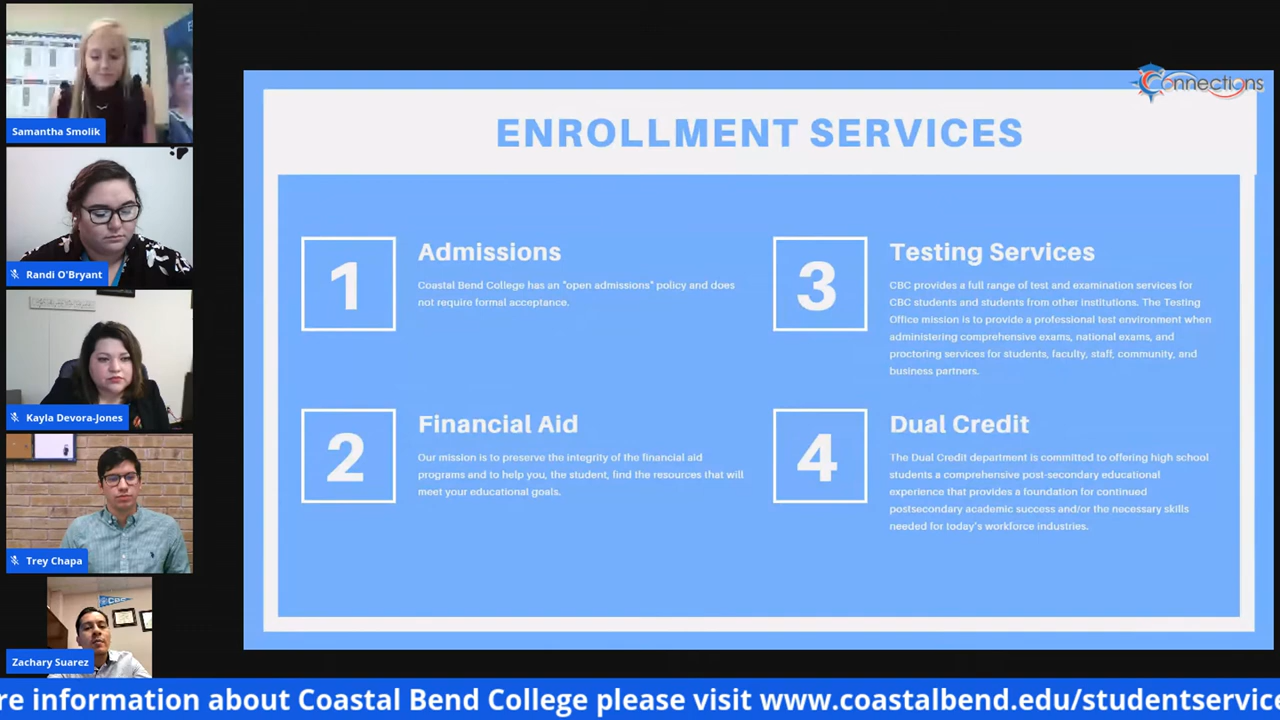 Samantha Smolik
Randi O'Bryant
Kayla Devora-Jones
Trey Chapa
Zachary Suarez
Connections
ENROLLMENT SERVICES
1
Admissions
Coastal Bend College has an "open admissions" policy and does
not require formal acceptance.
2
Financial Aid
Our mission is to preserve the integrity of the financial aid
programs and to help you, the student, find the resources that will
meet your educational goals.
3
Testing Services
CBC provides a full range of test and examination services for
CBC students and students from other institutions. The Testing
Office mission is to provide a professional test environment when
administering comprehensive exams, national exams, and
proctoring services for students, faculty, staff, community, and
business partners.
4
Dual Credit
The Dual Credit department is committed to offering high school
students a comprehensive post-secondary educational
experience that provides a foundation for continued
postsecondary academic success and/or the necessary skills
needed for today's workforce industries.
re information about Coastal Bend College please visit www.coastalbend.edu/studentservice